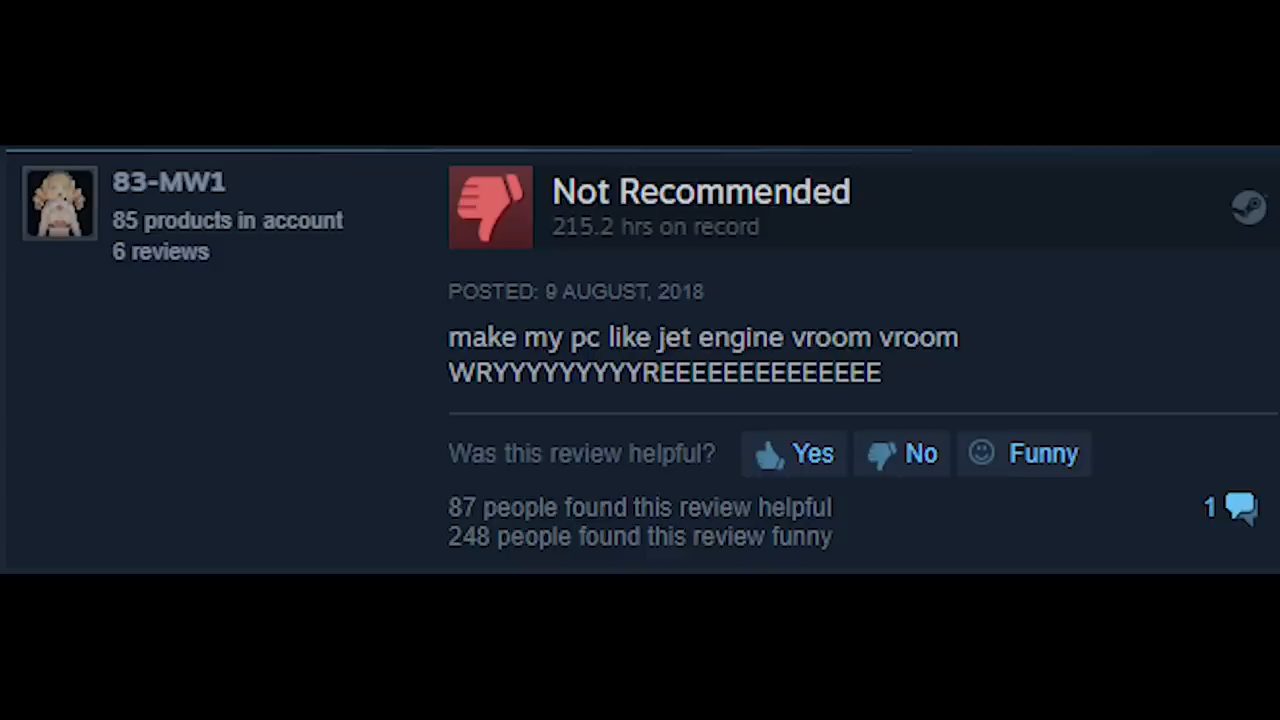 83-MW1
85 products in account
6 reviews
Not Recommended
215.2 hrs on record
POSTED: 9 AUGUST, 2018
make my pc like jet engine vroom vroom
WRYYYYYYYYYREEEEEEEEEEEEEE
Was this review helpful? Yes No Funny
87 people found this review helpful
1
248 people found this review funny